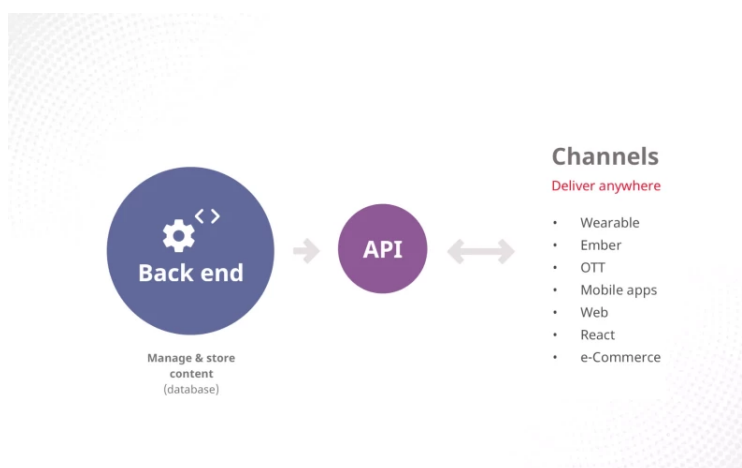 < >
Back end
Manage & store
content
(database)
API
Channels
Deliver anywhere
• Wearable
• Ember
• OTT
• Mobile apps
• Web
• React
• e-Commerce